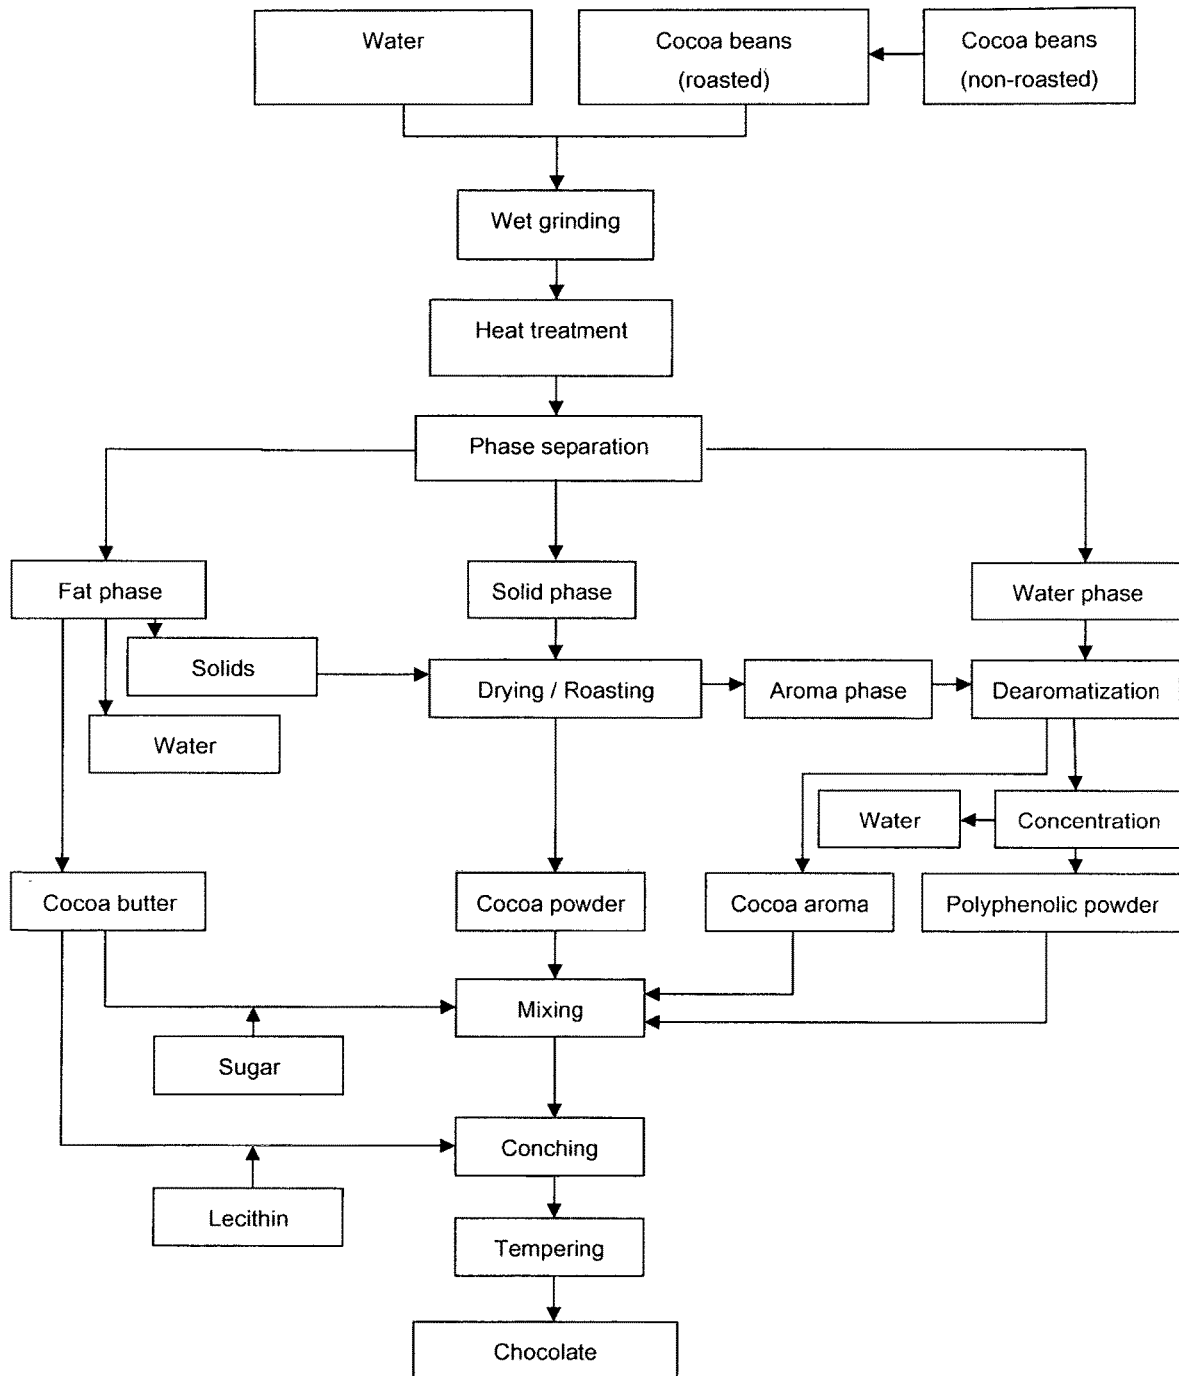 Water
Cocoa beans
(roasted)
Cocoa beans
(non-roasted)
Wet grinding
Heat treatment
Phase separation
Fat phase
Solid phase
Water phase
Solids
Drying / Roasting
Aroma phase
Dearomatization
Water
Water
Concentration
Cocoa butter
Cocoa powder
Cocoa aroma
Polyphenolic powder
Mixing
Sugar
Conching
Lecithin
Tempering
Chocolate